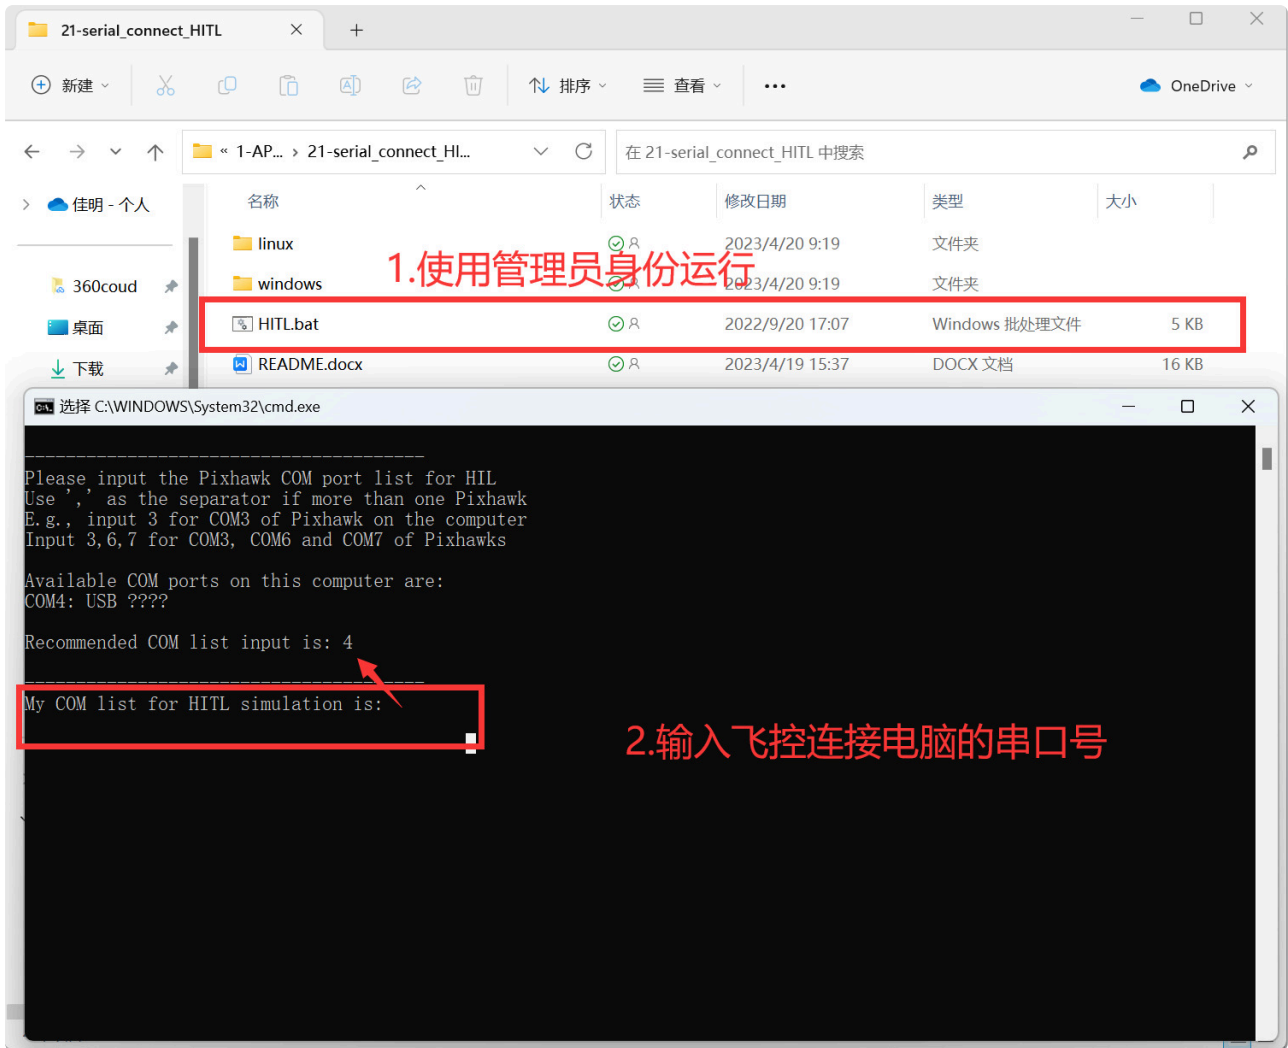 21-serial_connect_HITL
新建
排序
查看
OneDrive
« 1-AP... › 21-serial_connect_HI...
在 21-serial_connect_HITL 中搜索
佳明 - 个人
360coud
桌面
下载
名称 状态 修改日期 类型 大小
linux 2023/4/20 9:19 文件夹
1.使用管理员身份运行
windows 2023/4/20 9:19 文件夹
HITL.bat 2022/9/20 17:07 Windows 批处理文件 5 KB
README.docx 2023/4/19 15:37 DOCX 文档 16 KB
选择 C:\WINDOWS\System32\cmd.exe
---------------------------------------
Please input the Pixhawk COM port list for HIL
Use ',' as the separator if more than one Pixhawk
E.g., input 3 for COM3 of Pixhawk on the computer
Input 3,6,7 for COM3, COM6 and COM7 of Pixhawks
Available COM ports on this computer are:
COM4: USB ????
Recommended COM list input is: 4
---------------------------------------
My COM list for HITL simulation is:
2.输入飞控连接电脑的串口号